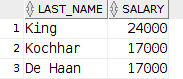 LAST_NAME SALARY
1 King 24000
2 Kochhar 17000
3 De Haan 17000